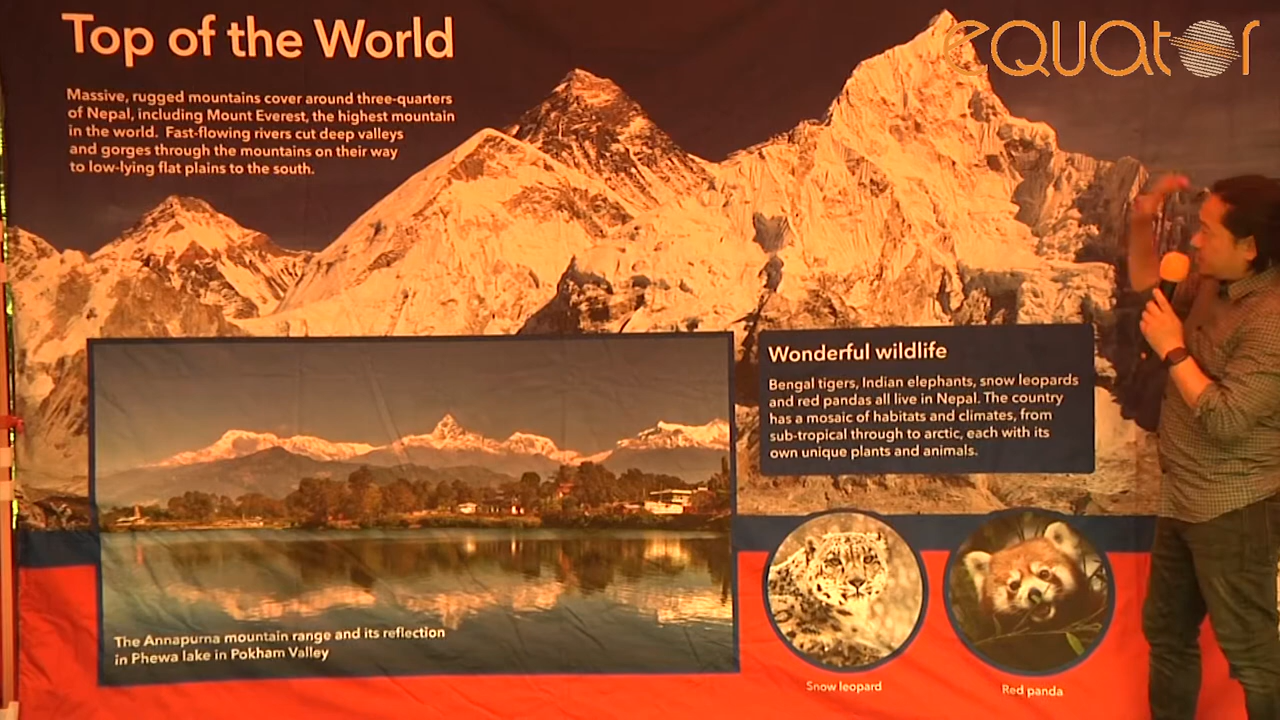 Top of the World
equator
Massive, rugged mountains cover around three-quarters
of Nepal, including Mount Everest, the highest mountain
in the world. Fast-flowing rivers cut deep valleys
and gorges through the mountains on their way
to low-lying flat plains to the south.
Wonderful wildlife
Bengal tigers, Indian elephants, snow leopards
and red pandas all live in Nepal. The country
has a mosaic of habitats and climates, from
sub-tropical through to arctic, each with its
own unique plants and animals.
The Annapurna mountain range and its reflection
in Phewa lake in Pokham Valley
Snow leopard
Red panda